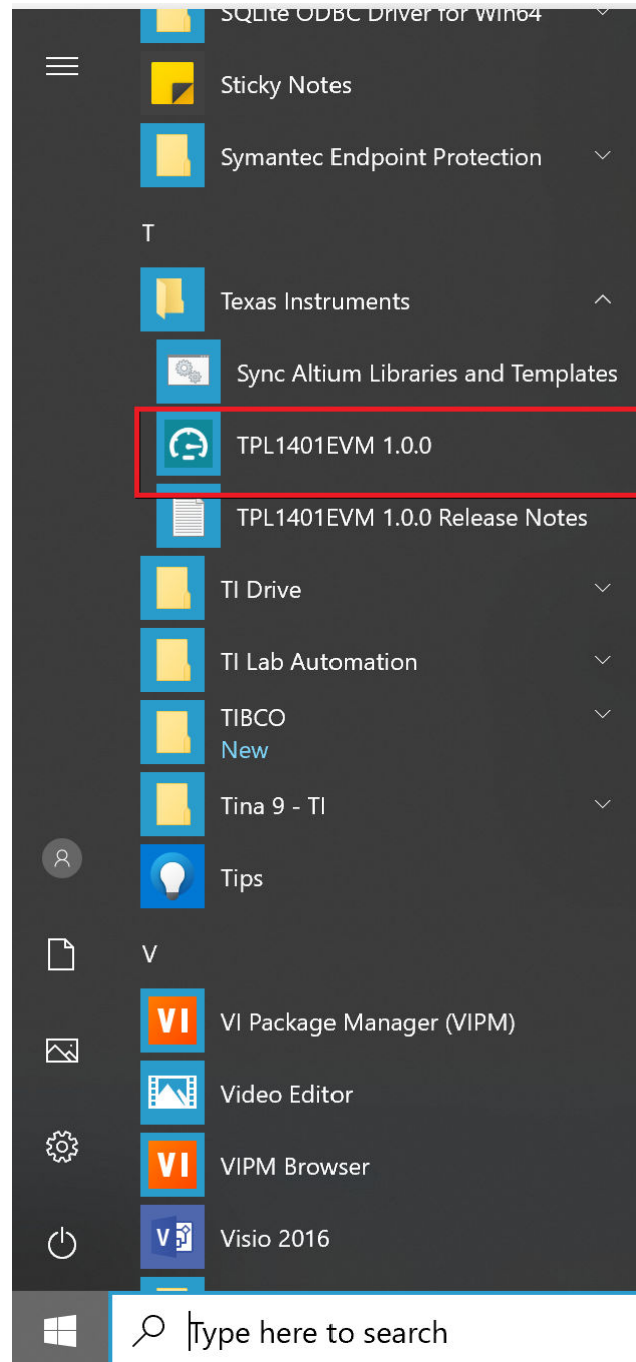 SQLite ODBC Driver for Win64
Sticky Notes
Symantec Endpoint Protection
T
Texas Instruments
Sync Altium Libraries and Templates
TPL1401EVM 1.0.0
TPL1401EVM 1.0.0 Release Notes
TI Drive
TI Lab Automation
TIBCO
New
Tina 9 - TI
Tips
V
VI VI Package Manager (VIPM)
Video Editor
VI VIPM Browser
V Visio 2016
Type here to search